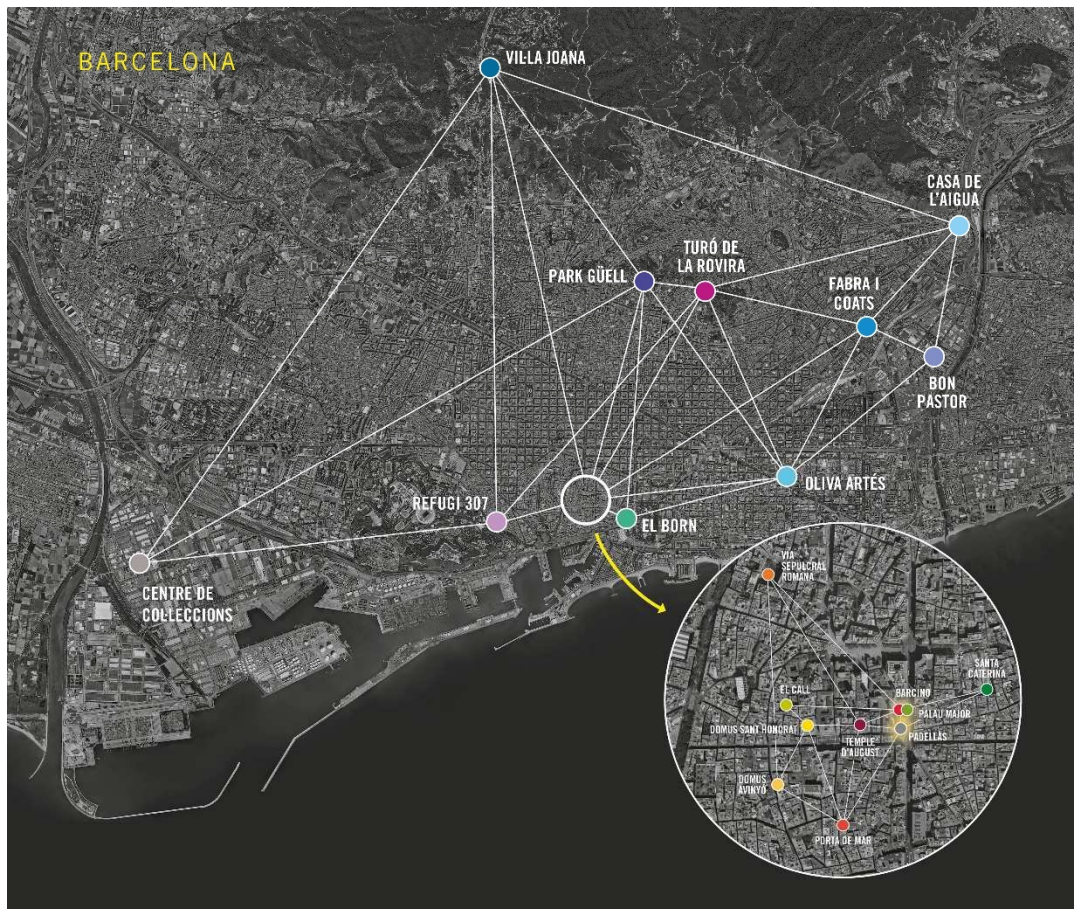 BARCELONA
VIL·LA JOANA
CASA DE
L'AIGUA
TURÓ DE
LA ROVIRA
PARK GÜELL
FABRA I
COATS
BON
PASTOR
OLIVA ARTÉS
REFUGI 307
EL BORN
CENTRE DE
COL·LECCIONS
VIA
SEPULCRAL
ROMANA
SANTA
CATERINA
EL CALL
BARCINO
PALAU MAJOR
DOMUS SANT HONORAT
TEMPLE
D'AUGUST
PADELLÀS
DOMUS
AVINYÓ
PORTA DE MAR